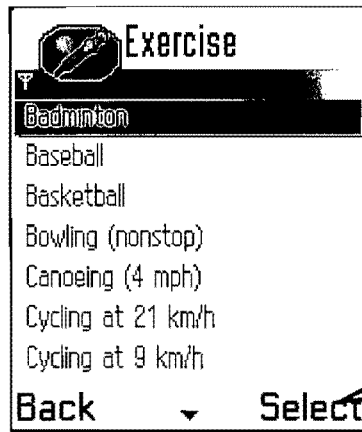 Exercise
Badminton
Baseball
Basketball
Bowling (nonstop)
Canoeing (4 mph)
Cycling at 21 km/h
Cycling at 9 km/h
Back Select